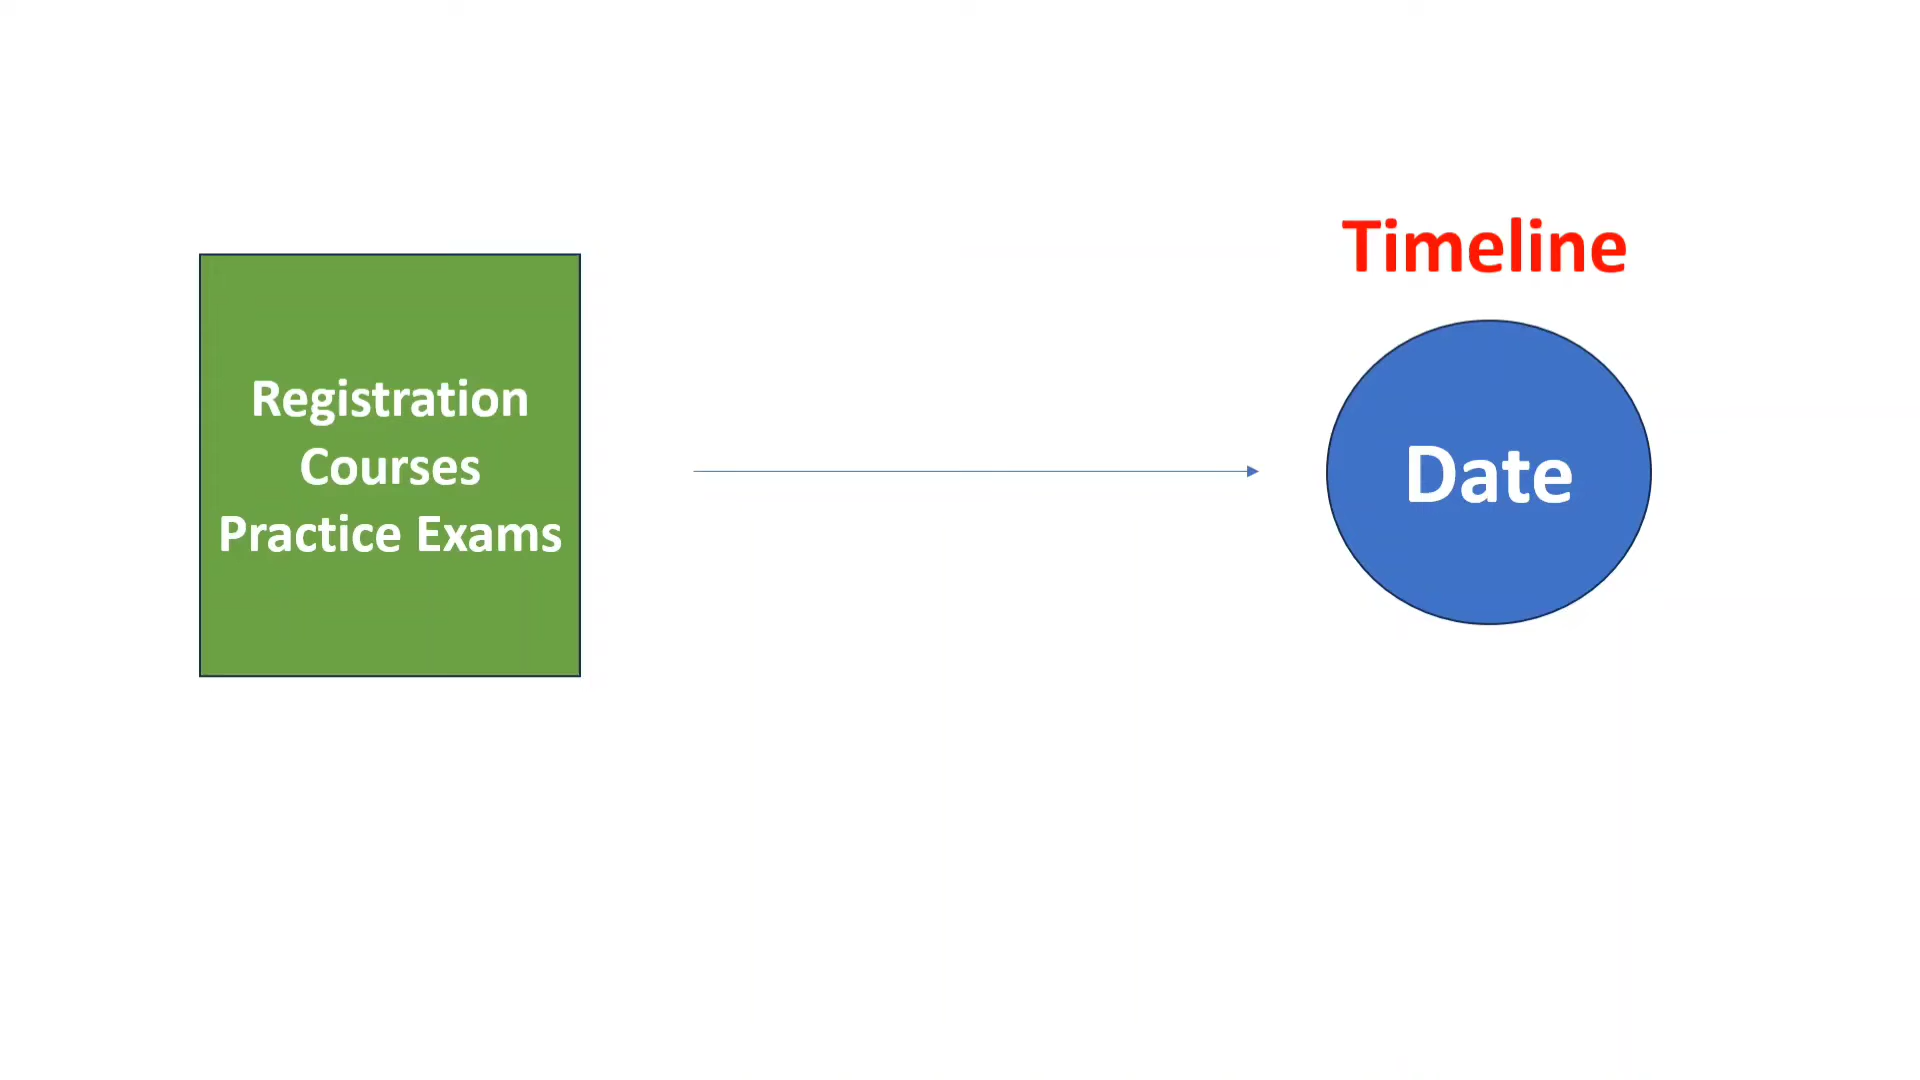 Timeline
Registration
Courses
Practice Exams
Date